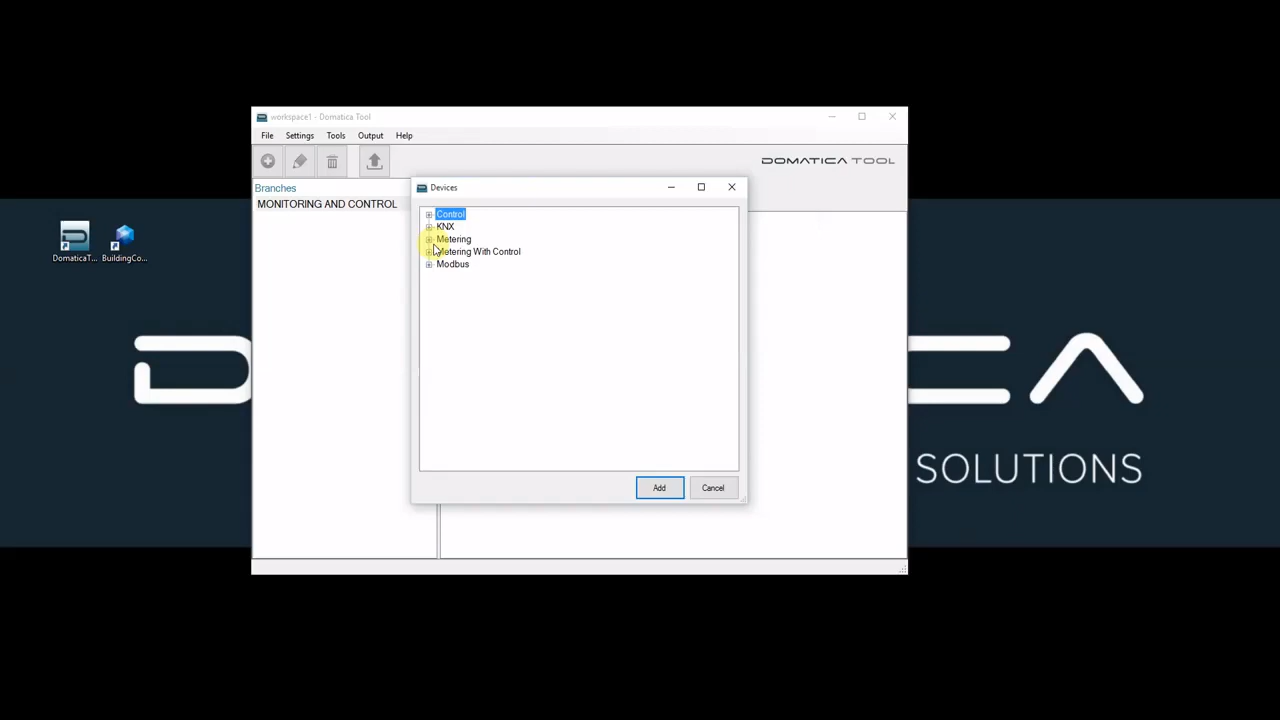 workspace1 - Domatica Tool
File Settings Tools Output Help
DOMATICA TOOL
Branches
MONITORING AND CONTROL
Devices
Control
KNX
Metering
Metering With Control
Modbus
Add Cancel
DomaticaT... BuildingCo...
SOLUTIONS